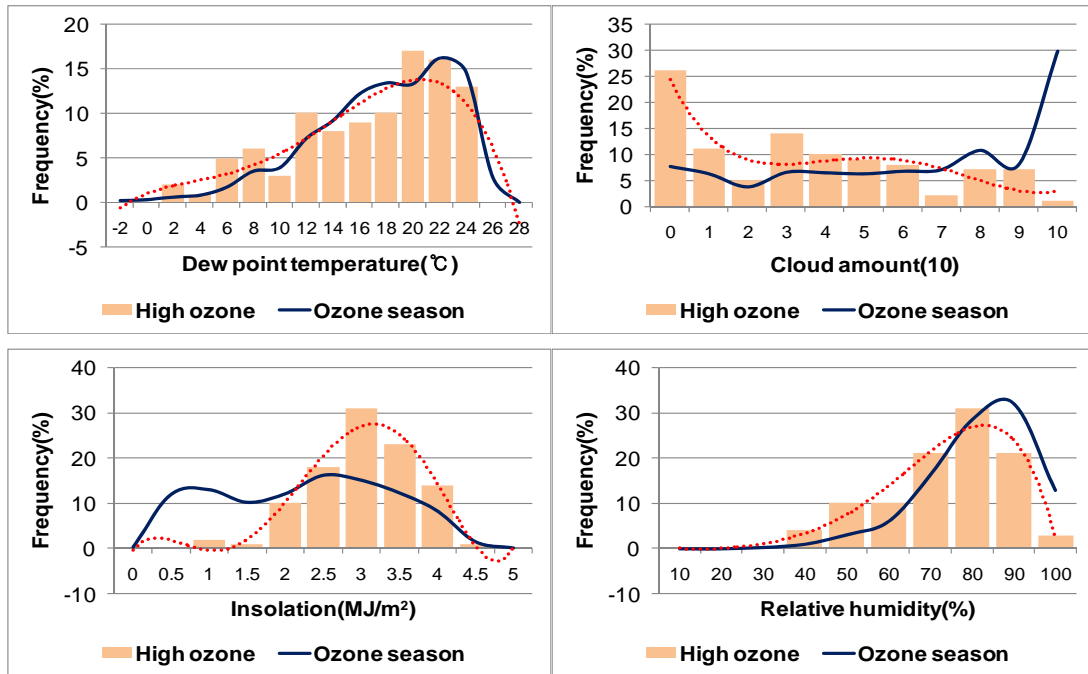 20
15
10
5
0
-5
Frequency(%)
-2 0 2 4 6 8 10 12 14 16 18 20 22 24 26 28
Dew point temperature(℃)
High ozone Ozone season
35
30
25
20
15
10
5
0
Frequency(%)
0 1 2 3 4 5 6 7 8 9 10
Cloud amount(10)
High ozone Ozone season
40
30
20
10
0
-10
Frequency(%)
0 0.5 1 1.5 2 2.5 3 3.5 4 4.5 5
Insolation(MJ/m²)
High ozone Ozone season
40
30
20
10
0
-10
Frequency(%)
10 20 30 40 50 60 70 80 90 100
Relative humidity(%)
High ozone Ozone season